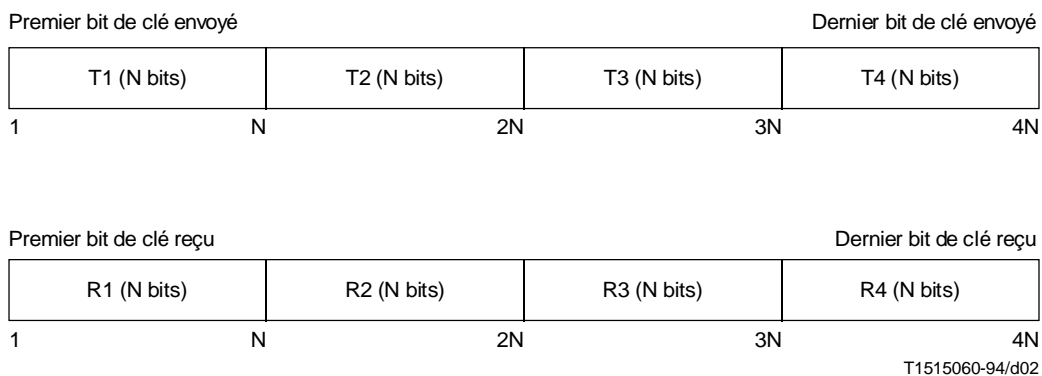 Premier bit de clé envoyé Dernier bit de clé envoyé
T1 (N bits) T2 (N bits) T3 (N bits) T4 (N bits)
1 N 2N 3N 4N
Premier bit de clé reçu Dernier bit de clé reçu
R1 (N bits) R2 (N bits) R3 (N bits) R4 (N bits)
1 N 2N 3N 4N
T1515060-94/d02